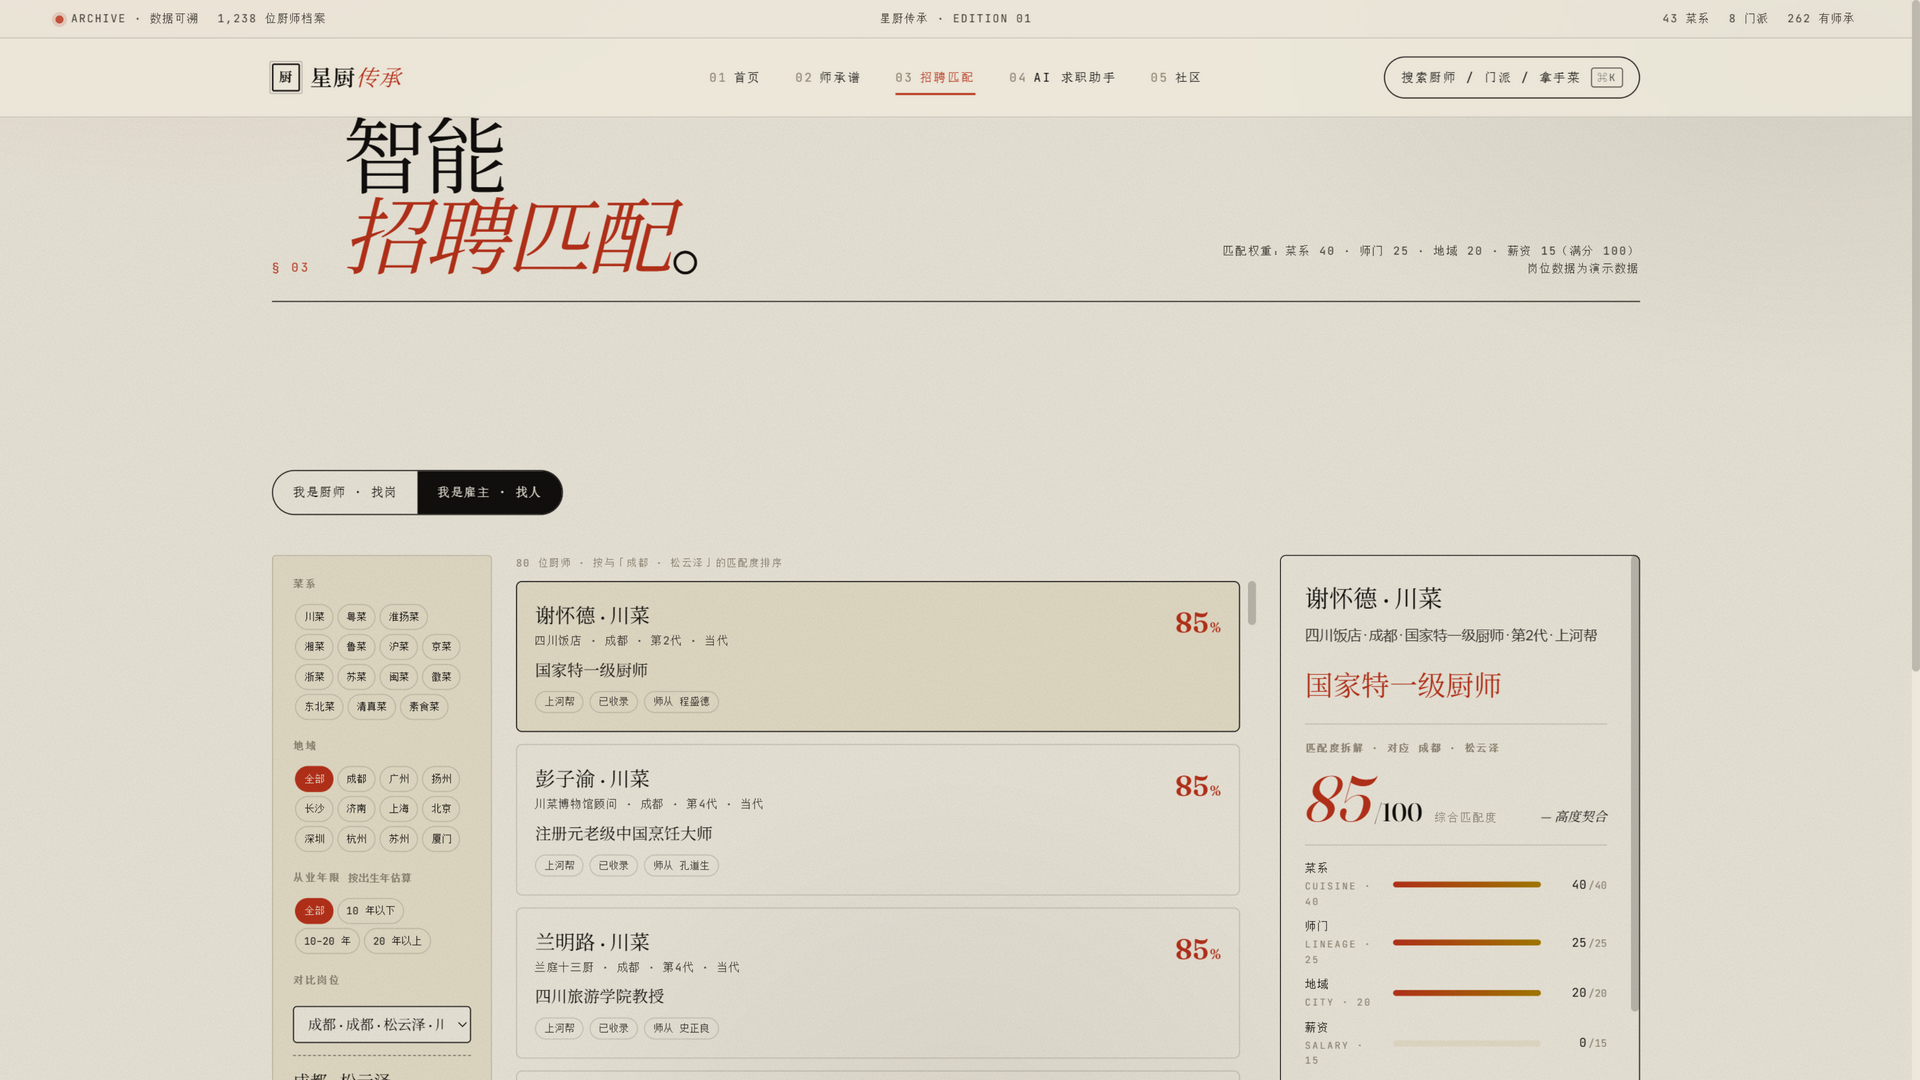 ARCHIVE · 数据可溯 1,238 位厨师档案
星厨传承 · EDITION 01
43 菜系 8 门派 262 有师承
厨 星厨传承
01 首页 02 师承谱 03 招聘匹配 04 AI 求职助手 05 社区
搜索厨师 / 门派 / 拿手菜 ⌘K
智能
§ 03 招聘匹配。
匹配权重: 菜系 40 · 师门 25 · 地域 20 · 薪资 15(满分 100)
岗位数据为演示数据
我是厨师 · 找岗 我是雇主 · 找人
菜系
川菜 粤菜 淮扬菜
湘菜 鲁菜 沪菜 京菜
浙菜 苏菜 闽菜 徽菜
东北菜 清真菜 素食菜
地域
全部 成都 广州 扬州
长沙 济南 上海 北京
深圳 杭州 苏州 厦门
从业年限 按出生年估算
全部 10 年以下
10-20 年 20 年以上
对比岗位
成都·成都·松云泽·
80 位厨师 · 按与「成都 · 松云泽」的匹配度排序
谢怀德·川菜
85%
四川饭店 · 成都 · 第2代 · 当代
国家特一级厨师
上河帮 已收录 师从 程盛德
彭子渝·川菜
85%
川菜博物馆顾问 · 成都 · 第4代 · 当代
注册元老级中国烹饪大师
上河帮 已收录 师从 孔道生
兰明路·川菜
85%
兰庭十三厨 · 成都 · 第4代 · 当代
四川旅游学院教授
上河帮 已收录 师从 史正良
谢怀德·川菜
四川饭店·成都·国家特一级厨师·第2代·上河帮
国家特一级厨师
匹配度拆解 · 对应 成都 · 松云泽
85/100 综合匹配度 — 高度契合
菜系
CUISINE ·
40
40/40
师门
LINEAGE ·
25
25/25
地域
CITY · 20
20/20
薪资
SALARY ·
15
0/15